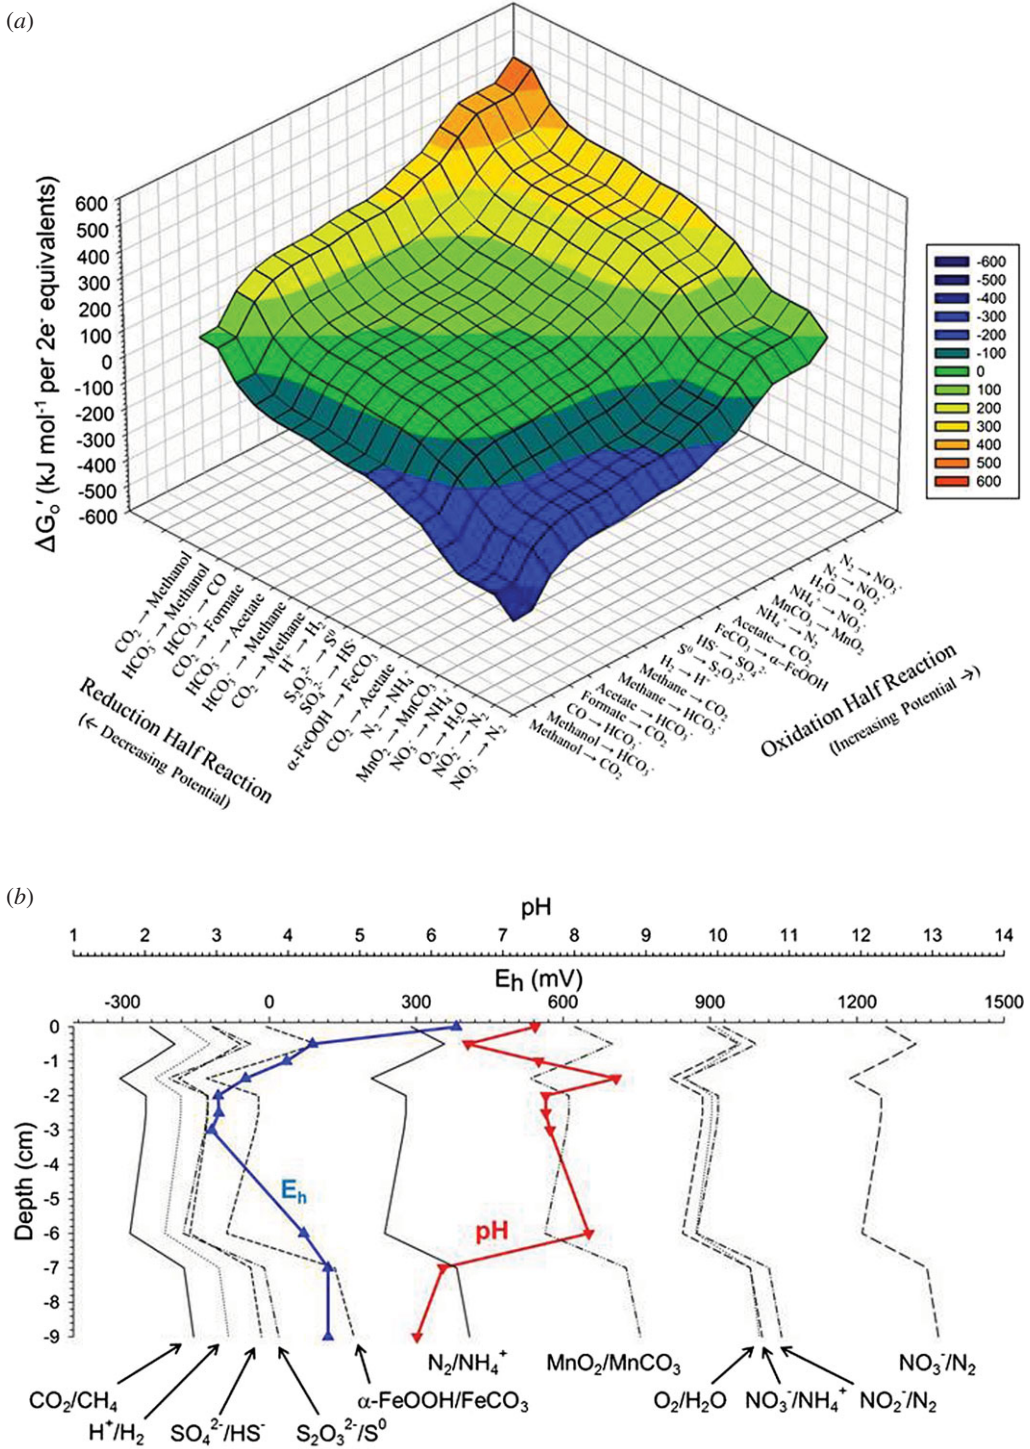 (a)
600
500
400
300
200
100
0
-100
-200
-300
-400
-500
-600
ΔGₒ′ (kJ mol⁻¹ per 2e⁻ equivalents)
-600
-500
-400
-300
-200
-100
0
100
200
300
400
500
600
CO₂ → Methanol
HCO₃⁻ → Methanol
HCO₃⁻ → CO
CO₂ → Formate
HCO₃⁻ → Acetate
HCO₃⁻ → Methane
CO₂ → Methane
H⁺ → H₂
S₂O₃²⁻ → S⁰
SO₄²⁻ → HS⁻
α-FeOOH → FeCO₃
CO₂ → Acetate
N₂ → NH₄⁺
MnO₂ → MnCO₃
NO₃⁻ → NH₄⁺
O₂ → H₂O
NO₂⁻ → N₂
NO₃⁻ → N₂
Reduction Half Reaction
(← Decreasing Potential)
N₂ → NO₃⁻
N₂ → NO₂⁻
H₂O → O₂
NH₄⁺ → NO₃⁻
MnCO₃ → MnO₂
NH₄⁺ → N₂
Acetate → CO₂
FeCO₃ → α-FeOOH
HS⁻ → SO₄²⁻
S⁰ → S₂O₃²⁻
H₂ → H⁺
Methane → CO₂
Methane → HCO₃⁻
Acetate → HCO₃⁻
Formate → CO₂
CO → HCO₃⁻
Methanol → HCO₃⁻
Methanol → CO₂
Oxidation Half Reaction
(Increasing Potential →)
(b)
pH
1 2 3 4 5 6 7 8 9 10 11 12 13 14
Eh (mV)
-300 0 300 600 900 1200 1500
0
-1
-2
-3
-4
-5
-6
-7
-8
-9
Depth (cm)
Eh
pH
N₂/NH₄⁺
MnO₂/MnCO₃
NO₃⁻/N₂
CO₂/CH₄
α-FeOOH/FeCO₃
O₂/H₂O
NO₃⁻/NH₄⁺
NO₂⁻/N₂
H⁺/H₂
SO₄²⁻/HS⁻
S₂O₃²⁻/S⁰